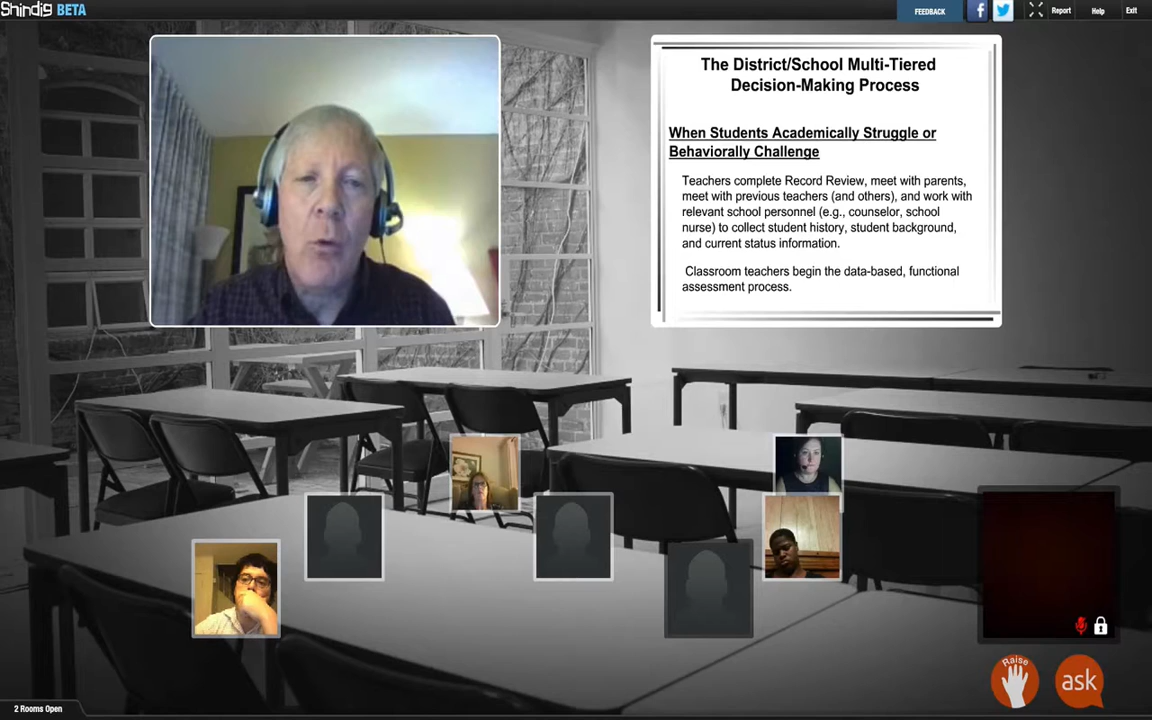 Shindig BETA
FEEDBACK
Report
Help
Exit
The District/School Multi-Tiered
Decision-Making Process
When Students Academically Struggle or
Behaviorally Challenge
Teachers complete Record Review, meet with parents,
meet with previous teachers (and others), and work with
relevant school personnel (e.g., counselor, school
nurse) to collect student history, student background,
and current status information.
Classroom teachers begin the data-based, functional
assessment process.
Raise
ask
2 Rooms Open